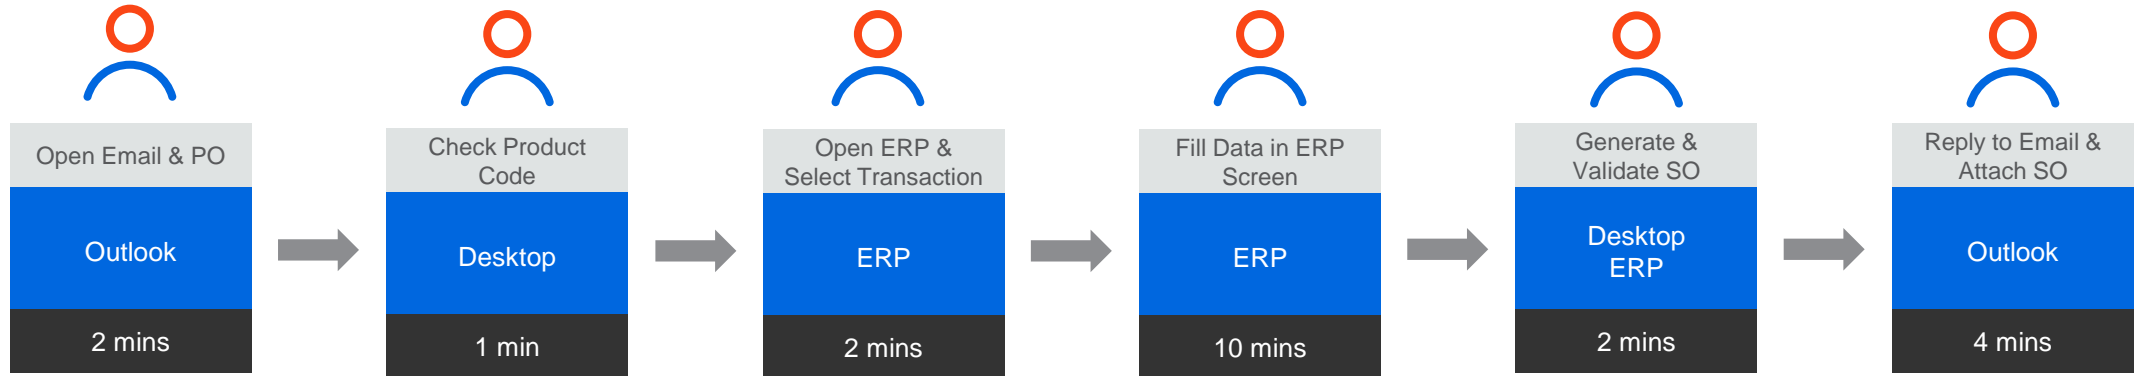 Open Email & PO
Outlook
2 mins
Check Product
Code
Desktop
1 min
Open ERP &
Select Transaction
ERP
2 mins
Fill Data in ERP
Screen
ERP
10 mins
Generate &
Validate SO
Desktop
ERP
2 mins
Reply to Email &
Attach SO
Outlook
4 mins